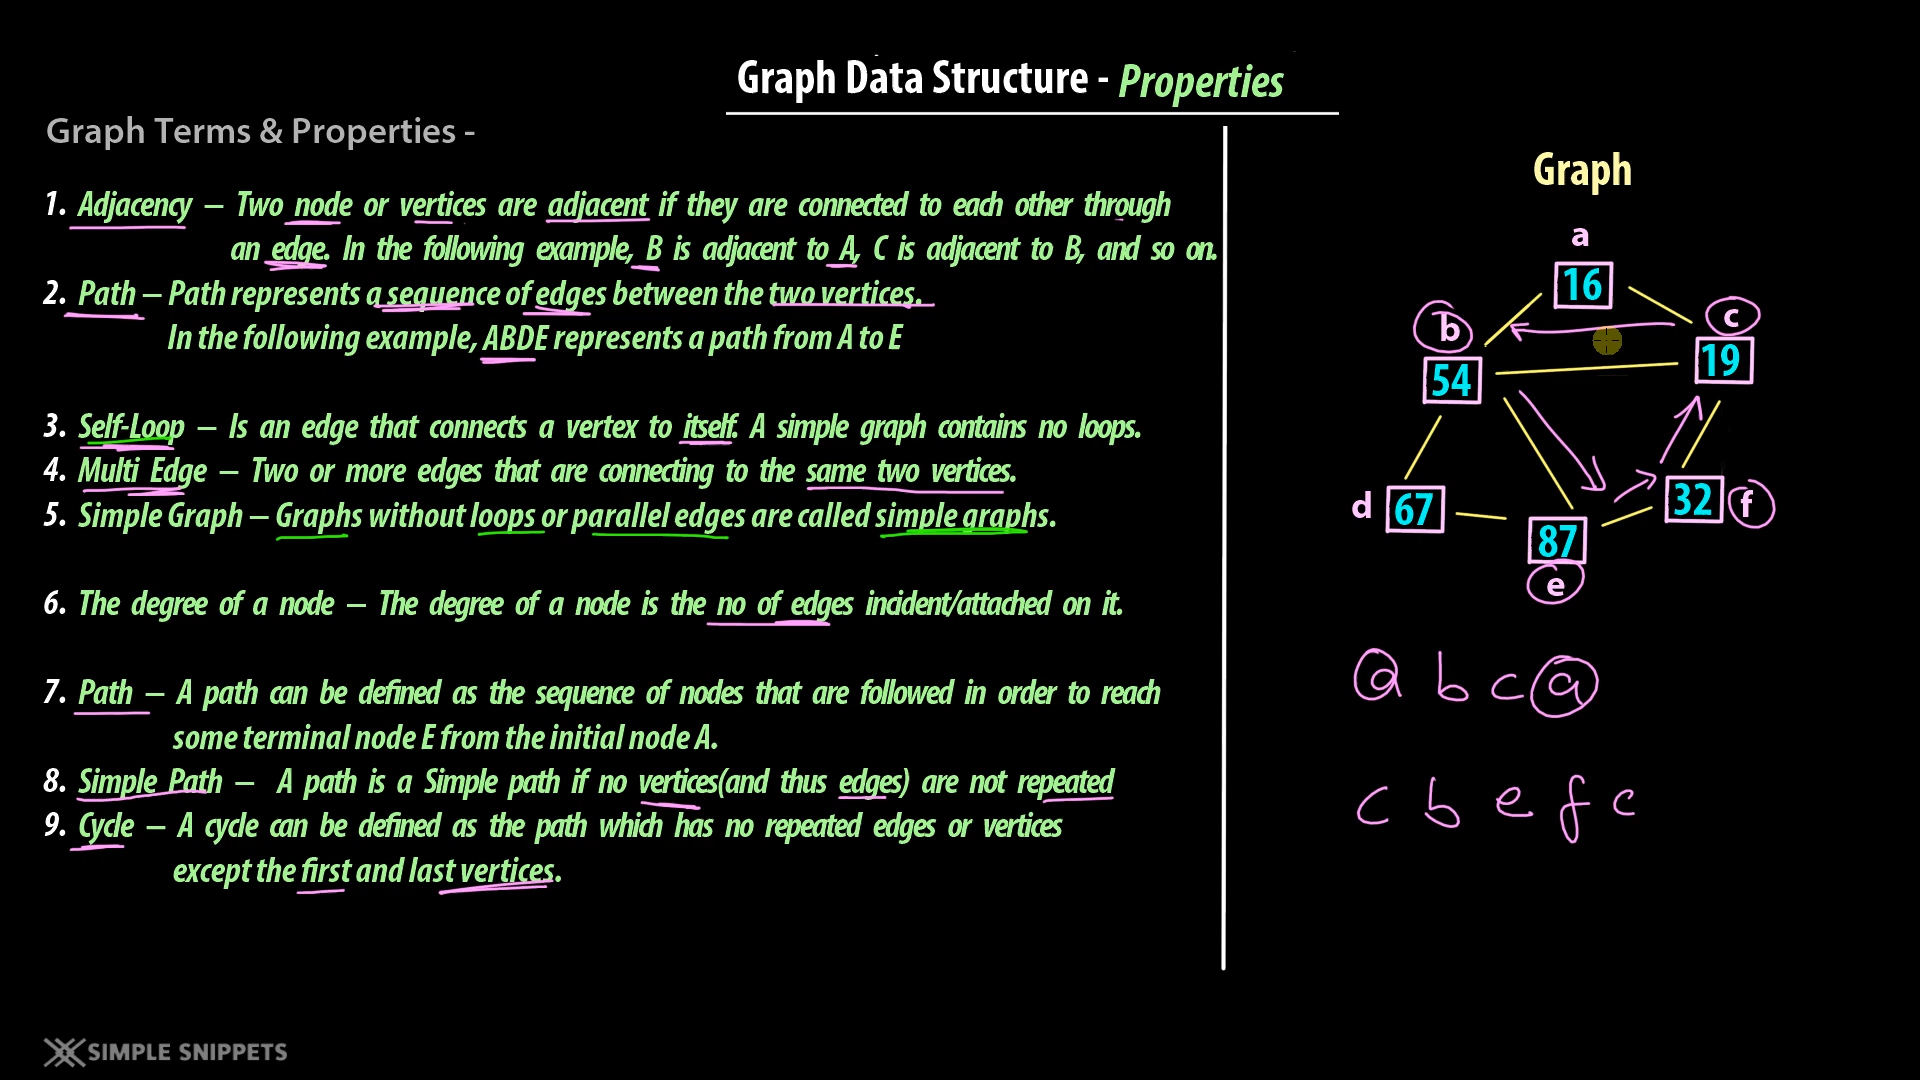 Graph Data Structure - Properties
Graph Terms & Properties -
1. Adjacency – Two node or vertices are adjacent if they are connected to each other through
an edge. In the following example, B is adjacent to A, C is adjacent to B, and so on.
2. Path – Path represents a sequence of edges between the two vertices.
In the following example, ABDE represents a path from A to E
3. Self-Loop – Is an edge that connects a vertex to itself. A simple graph contains no loops.
4. Multi Edge – Two or more edges that are connecting to the same two vertices.
5. Simple Graph – Graphs without loops or parallel edges are called simple graphs.
6. The degree of a node – The degree of a node is the no of edges incident/attached on it.
7. Path – A path can be defined as the sequence of nodes that are followed in order to reach
some terminal node E from the initial node A.
8. Simple Path – A path is a Simple path if no vertices(and thus edges) are not repeated
9. Cycle – A cycle can be defined as the path which has no repeated edges or vertices
except the first and last vertices.
Graph
a
16
b
c
54
19
d
67
32
f
87
e
a b c a
c b e f c
SIMPLE SNIPPETS